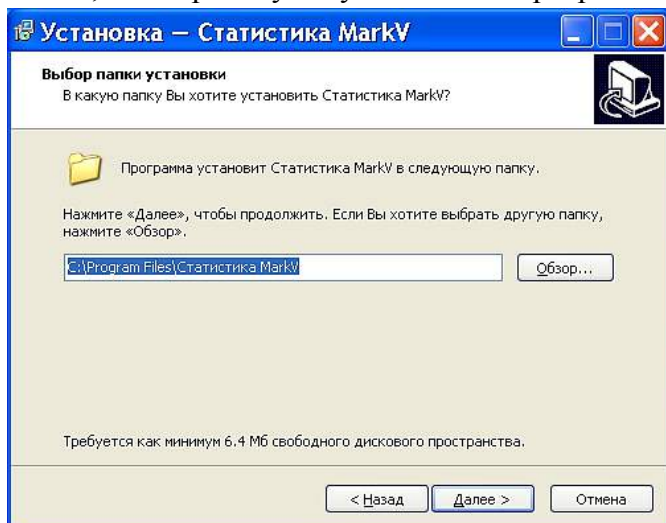 Установка — Статистика MarkV
Выбор папки установки
В какую папку Вы хотите установить Статистика MarkV?
Программа установит Статистика MarkV в следующую папку.
Нажмите «Далее», чтобы продолжить. Если Вы хотите выбрать другую папку,
нажмите «Обзор».
C:\Program Files\Статистика MarkV
Обзор...
Требуется как минимум 6.4 Мб свободного дискового пространства.
< Назад
Далее >
Отмена